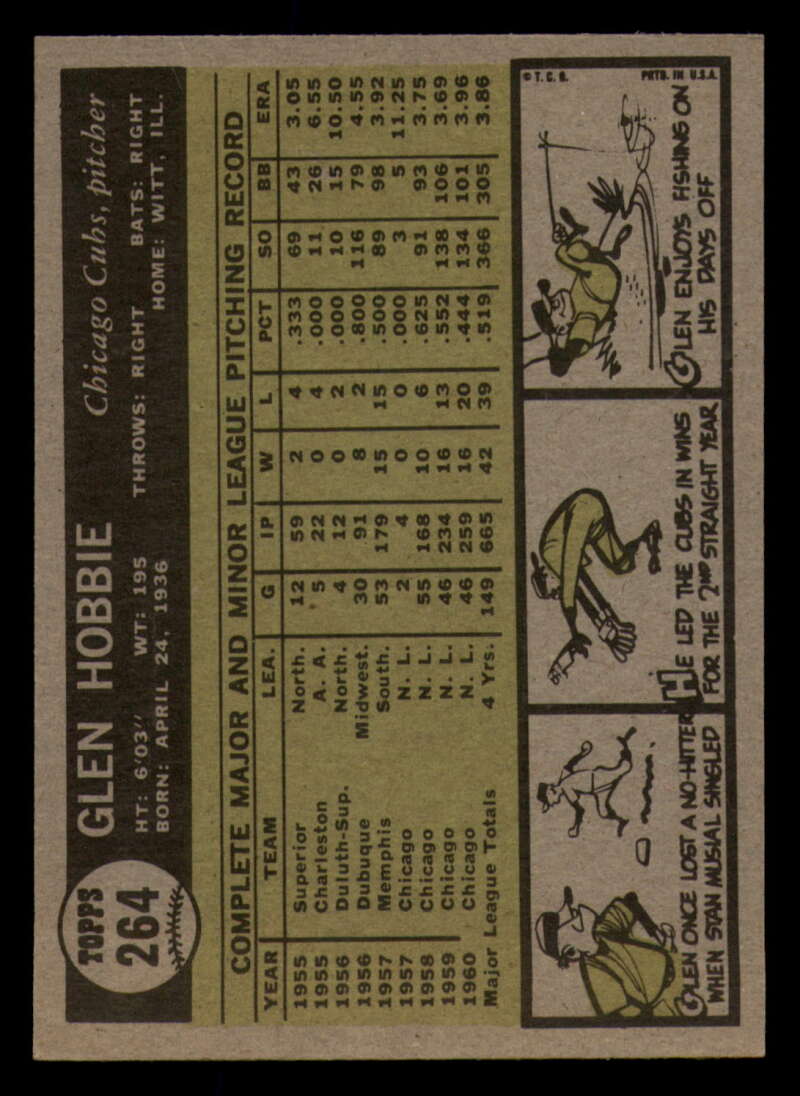 TOPPS
264
GLEN HOBBIE
Chicago Cubs, pitcher
HT: 6'03" WT: 195 THROWS: RIGHT BATS: RIGHT
BORN: APRIL 24, 1936 HOME: WITT, ILL.
COMPLETE MAJOR AND MINOR LEAGUE PITCHING RECORD
YEAR TEAM LEA. G IP W L PCT SO BB ERA
1955 Superior North. 12 59 2 4 .333 69 43 3.05
1955 Charleston A. A. 5 22 0 4 .000 11 26 6.55
1956 Duluth-Sup. North. 4 12 0 2 .000 10 15 10.50
1956 Dubuque Midwest. 30 91 8 2 .800 116 79 4.55
1957 Memphis South. 53 179 15 15 .500 89 98 3.92
1957 Chicago N. L. 2 4 0 0 .000 3 5 11.25
1958 Chicago N. L. 55 168 10 6 .625 91 93 3.75
1959 Chicago N. L. 46 234 16 13 .552 138 106 3.69
1960 Chicago N. L. 46 259 16 20 .444 134 101 3.96
Major League Totals 4 Yrs. 149 665 42 39 .519 366 305 3.86
GLEN ONCE LOST A NO-HITTER
WHEN STAN MUSIAL SINGLED
HE LED THE CUBS IN WINS
FOR THE 2ND STRAIGHT YEAR
© T. C. G. PRTD. IN U.S.A.
GLEN ENJOYS FISHING ON
HIS DAYS OFF